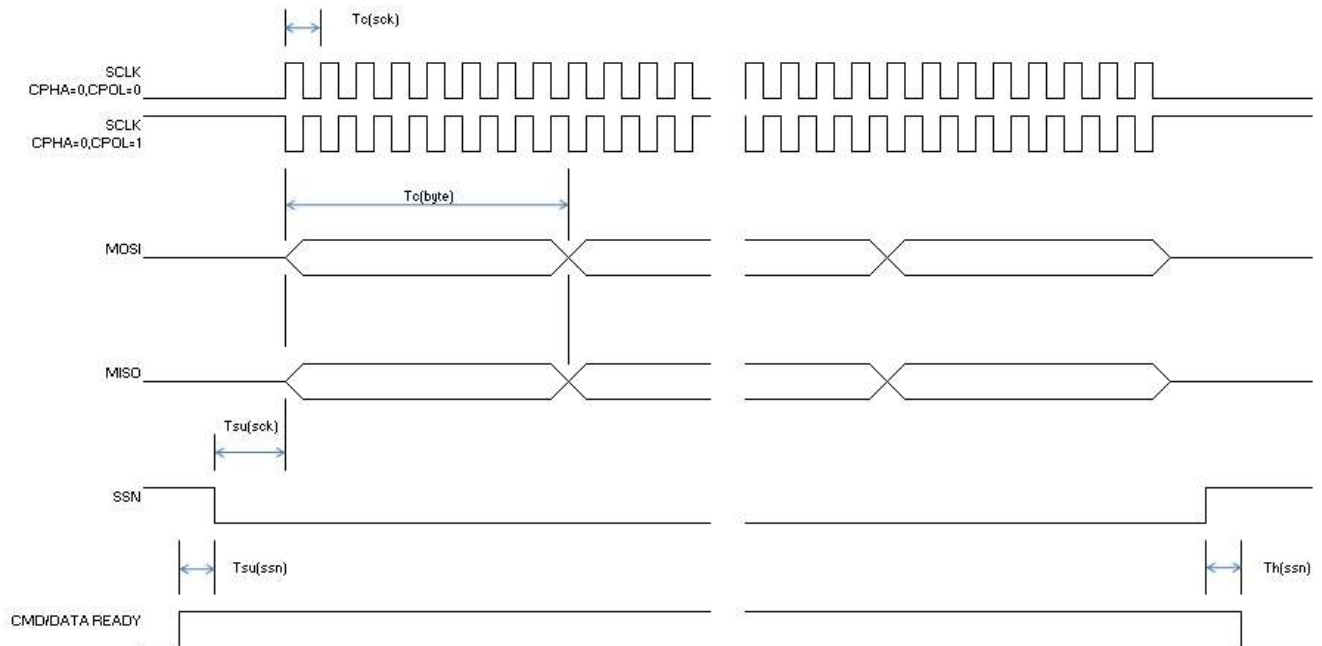 Tc(sck)
SCLK
CPHA=0,CPOL=0
SCLK
CPHA=0,CPOL=1
Tc(byte)
MOSI
MISO
Tsu(sck)
SSN
Tsu(ssn)
Th(ssn)
CMD/DATA READY